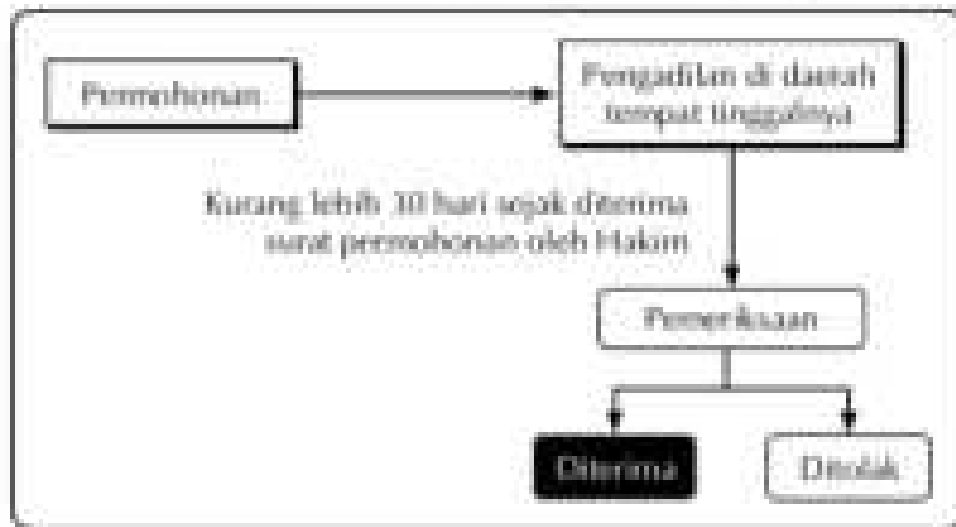 Permohonan
Pengadilan di daerah
tempat tinggalnya
Kurang lebih 30 hari sejak diterima
surat permohonan oleh Hakim
Pemeriksaan
Diterima
Ditolak